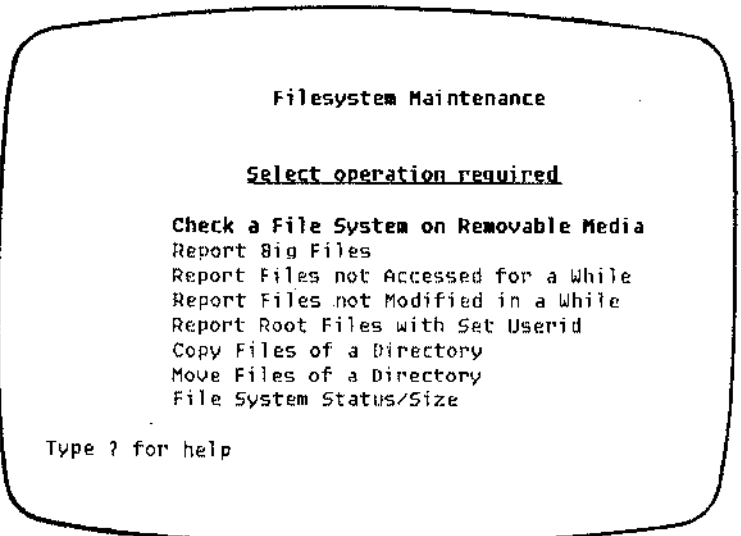 Filesystem Maintenance
Select operation required
Check a File System on Removable Media
Report Big Files
Report Files not Accessed for a While
Report Files not Modified in a While
Report Root Files with Set Userid
Copy Files of a Directory
Move Files of a Directory
File System Status/Size
Type ? for help